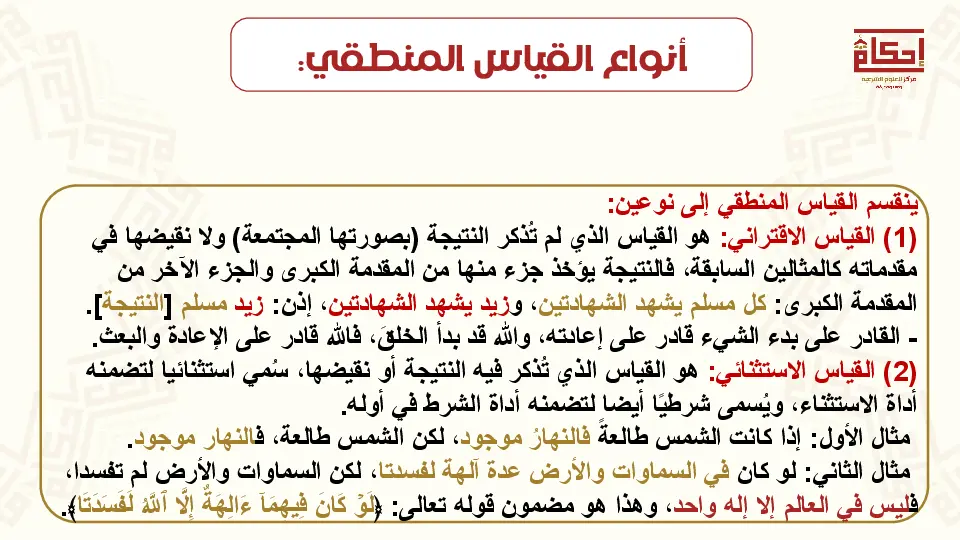 أنواع القياس المنطقي:
إحكام
مركز للعلوم الشرعية
ينقسم القياس المنطقي إلى نوعين:
(1) القياس الاقتراني: هو القياس الذي لم تُذكر النتيجة (بصورتها المجتمعة) ولا نقيضها في
مقدماته كالمثالين السابقة، فالنتيجة يؤخذ جزء منها من المقدمة الكبرى والجزء الآخر من
المقدمة الكبرى: كل مسلم يشهد الشهادتين، وزيد يشهد الشهادتين، إذن: زيد مسلم [النتيجة].
- القادر على بدء الشيء قادر على إعادته، والله قد بدأ الخلقَ، فالله قادر على الإعادة والبعث.
(2) القياس الاستثنائي: هو القياس الذي تُذكر فيه النتيجة أو نقيضها، سُمي استثنائيا لتضمنه
أداة الاستثناء، ويُسمى شرطيًا أيضا لتضمنه أداة الشرط في أوله.
مثال الأول: إذا كانت الشمس طالعةً فالنهارُ موجود، لكن الشمس طالعة، فالنهار موجود.
مثال الثاني: لو كان في السماوات والأرض عدة آلهة لفسدتا، لكن السماوات والأرض لم تفسدا،
فليس في العالم إلا إله واحد، وهذا هو مضمون قوله تعالى: ﴿لَوۡ كَانَ فِيهِمَآ ءَالِهَةٌ إِلَّا ٱللَّهُ لَفَسَدَتَا﴾.